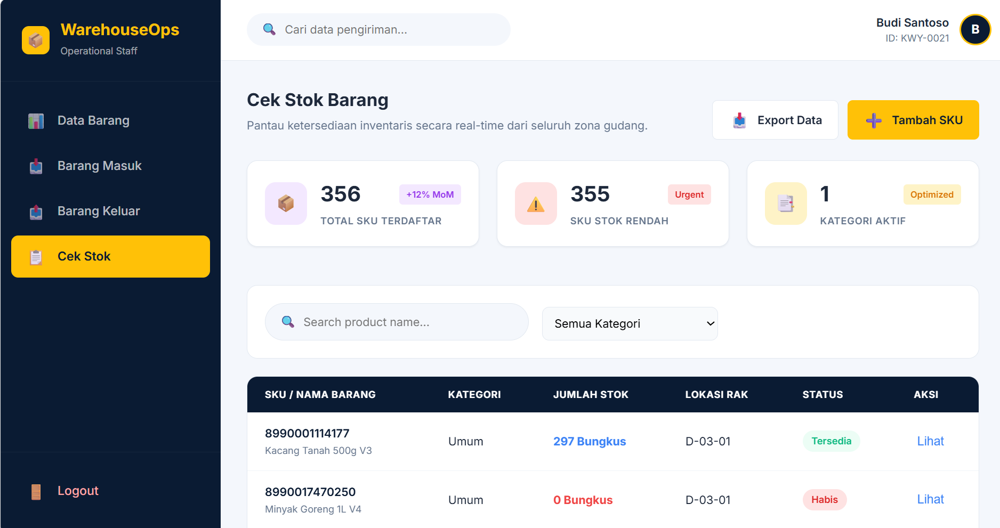 WarehouseOps
Operational Staff
Data Barang
Barang Masuk
Barang Keluar
Cek Stok
Logout
Cari data pengiriman...
Budi Santoso
ID: KWY-0021
B
Cek Stok Barang
Pantau ketersediaan inventaris secara real-time dari seluruh zona gudang.
Export Data
Tambah SKU
356
+12% MoM
TOTAL SKU TERDAFTAR
355
Urgent
SKU STOK RENDAH
1
Optimized
KATEGORI AKTIF
Search product name...
Semua Kategori
SKU / NAMA BARANG KATEGORI JUMLAH STOK LOKASI RAK STATUS AKSI
8990001114177
Kacang Tanah 500g V3
Umum 297 Bungkus D-03-01 Tersedia Lihat
8990017470250
Minyak Goreng 1L V4
Umum 0 Bungkus D-03-01 Habis Lihat